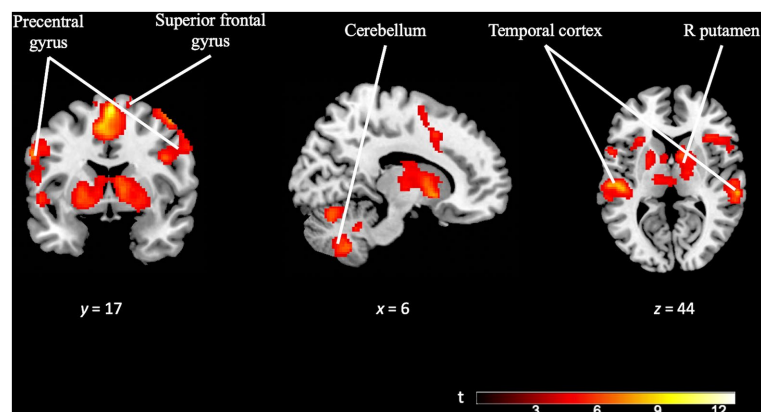 Precentral
gyrus
Superior frontal
gyrus
Cerebellum
Temporal cortex
R putamen
y = 17
x = 6
z = 44
t
3 6 9 12